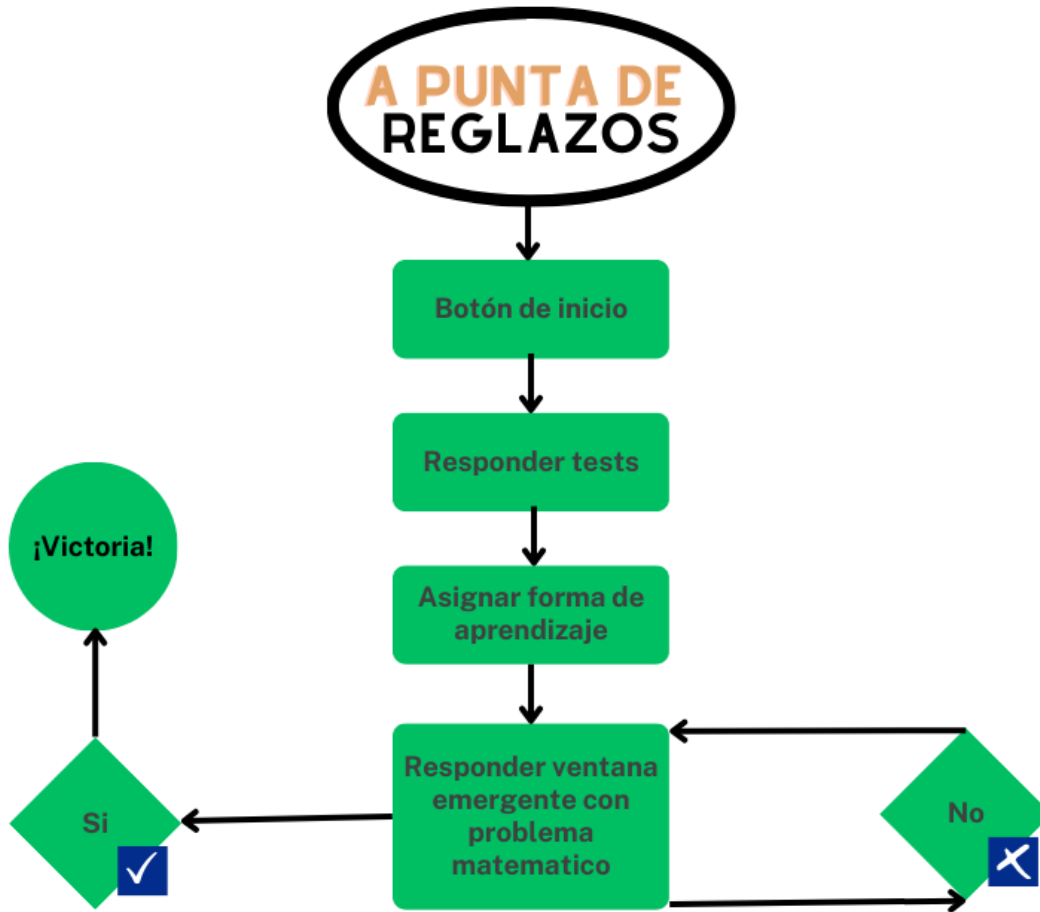 A PUNTA DE
REGLAZOS
Botón de inicio
Responder tests
¡Victoria!
Asignar forma de
aprendizaje
Responder ventana
emergente con
problema
matematico
Si
No